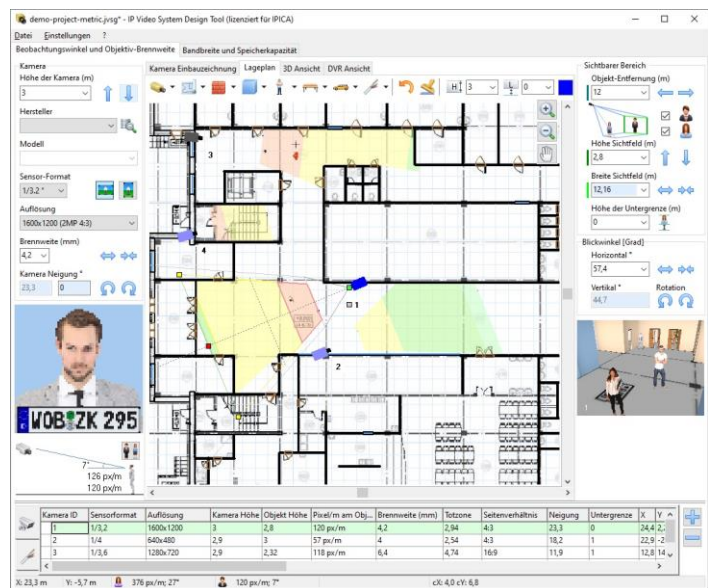 demo-project-metric.jvsg* - IP Video System Design Tool (lizenziert für IPICA)
Datei Einstellungen ?
Beobachtungswinkel und Objektiv-Brennweite Bandbreite und Speicherkapazität
Kamera
Höhe der Kamera (m)
3
Hersteller
Modell
Sensor-Format
1/3.2 "
Auflösung
1600x1200 (2MP 4:3)
Brennweite (mm)
4,2
Kamera Neigung °
23,3 0
WOB ZK 295
7°
126 px/m
120 px/m
Kamera Einbauzeichnung Lageplan 3D Ansicht DVR Ansicht
H 3 0
3
4
1
2
Sichtbarer Bereich
Objekt-Entfernung (m)
12
Höhe Sichtfeld (m)
2,8
Breite Sichtfeld (m)
12,16
Höhe der Untergrenze (m)
0
Blickwinkel [Grad]
Horizontal °
57,4
Vertikal ° Rotation
44,7
1
Kamera ID Sensorformat Auflösung Kamera Höhe Objekt Höhe Pixel/m am Obj... Brennweite (mm) Totzone Seitenverhältnis Neigung Untergrenze X Y
1 1/3,2 1600x1200 3 2,8 120 px/m 4,2 2,94 4:3 23,3 0 24,4
2 1/4 640x480 2,9 3 57 px/m 4 2,54 4:3 18,2 1 22,9
3 1/3,6 1280x720 2,9 2,32 118 px/m 6,4 4,74 16:9 11,9 1 12,8
X: 23,3 m Y: -5,7 m 376 px/m; 27° 120 px/m; 7° cX: 4,0 cY: 6,8